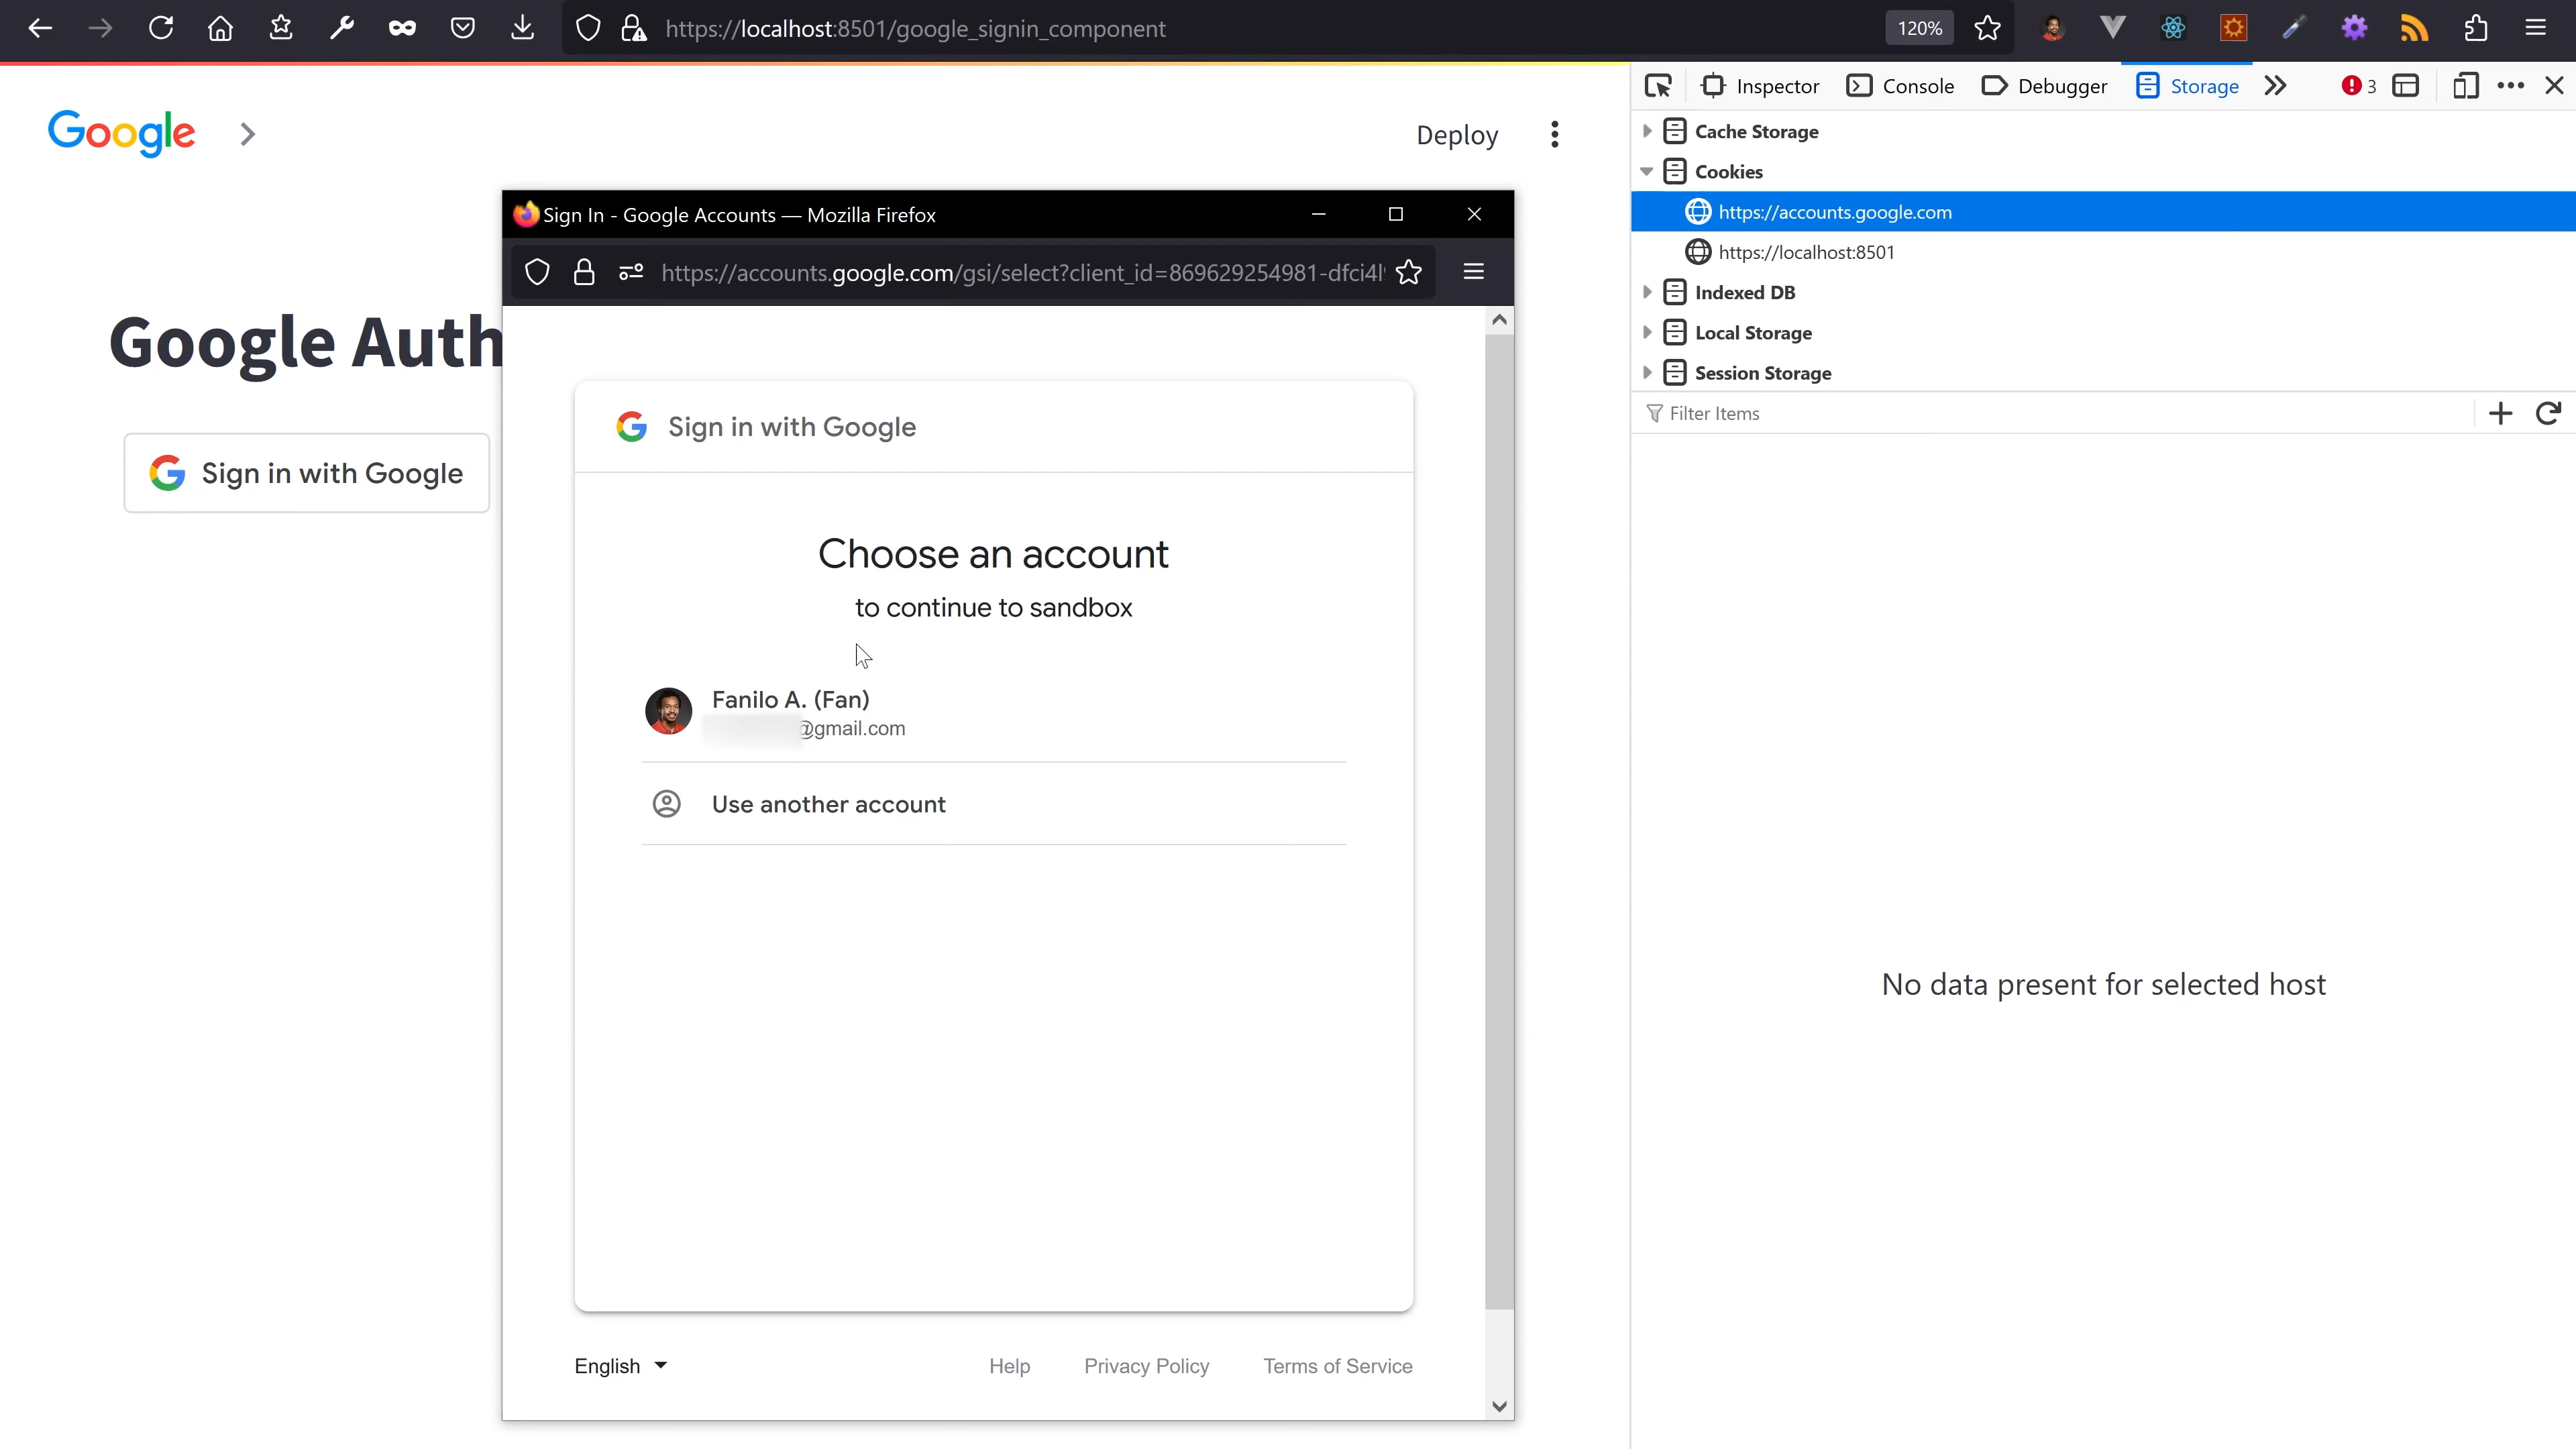 https://localhost:8501/google_signin_component
120%
Google
Deploy
Google Auth
Sign in with Google
Sign In - Google Accounts — Mozilla Firefox
https://accounts.google.com/gsi/select?client_id=869629254981-dfci4l
Sign in with Google
Choose an account
to continue to sandbox
Fanilo A. (Fan)
@gmail.com
Use another account
English
Help
Privacy Policy
Terms of Service
Inspector
Console
Debugger
Storage
3
Cache Storage
Cookies
https://accounts.google.com
https://localhost:8501
Indexed DB
Local Storage
Session Storage
Filter Items
No data present for selected host